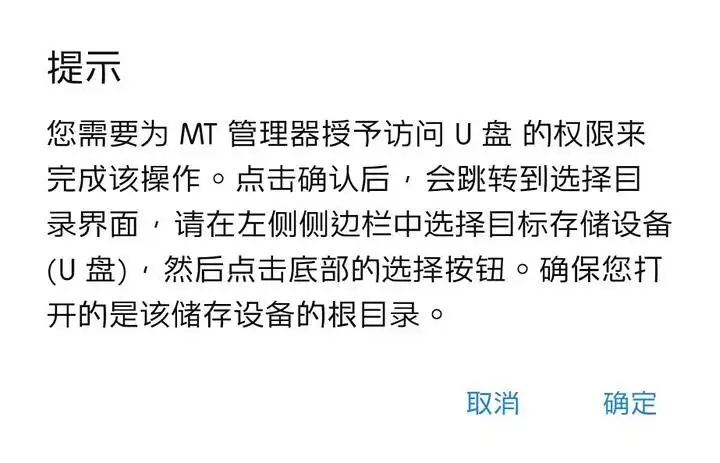 提示
您需要为 MT 管理器授予访问 U 盘 的权限来
完成该操作。点击确认后，会跳转到选择目
录界面，请在左侧侧边栏中选择目标存储设备
(U 盘)，然后点击底部的选择按钮。确保您打
开的是该储存设备的根目录。
取消 确定